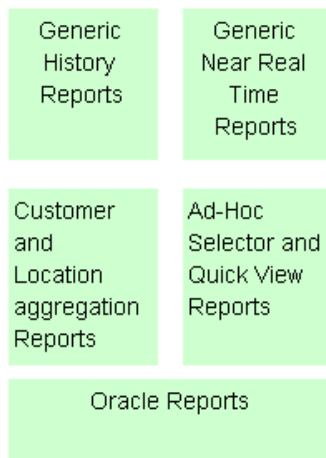 Generic
History
Reports
Generic
Near Real
Time
Reports
Customer
and
Location
aggregation
Reports
Ad-Hoc
Selector and
Quick View
Reports
Oracle Reports